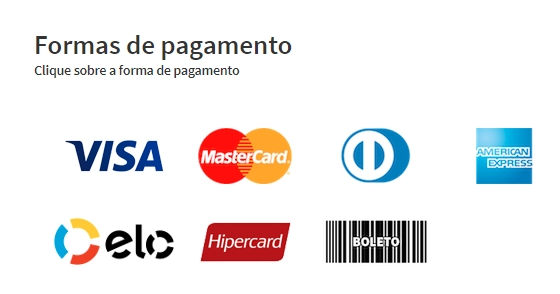 Formas de pagamento
Clique sobre a forma de pagamento
VISA
MasterCard
AMERICAN
EXPRESS
elo
Hipercard
BOLETO